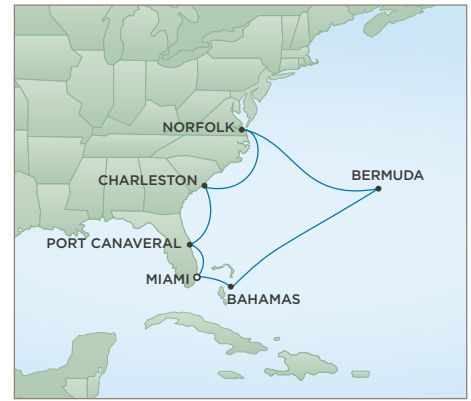 NORFOLK
BERMUDA
CHARLESTON
PORT CANAVERAL
MIAMI
BAHAMAS